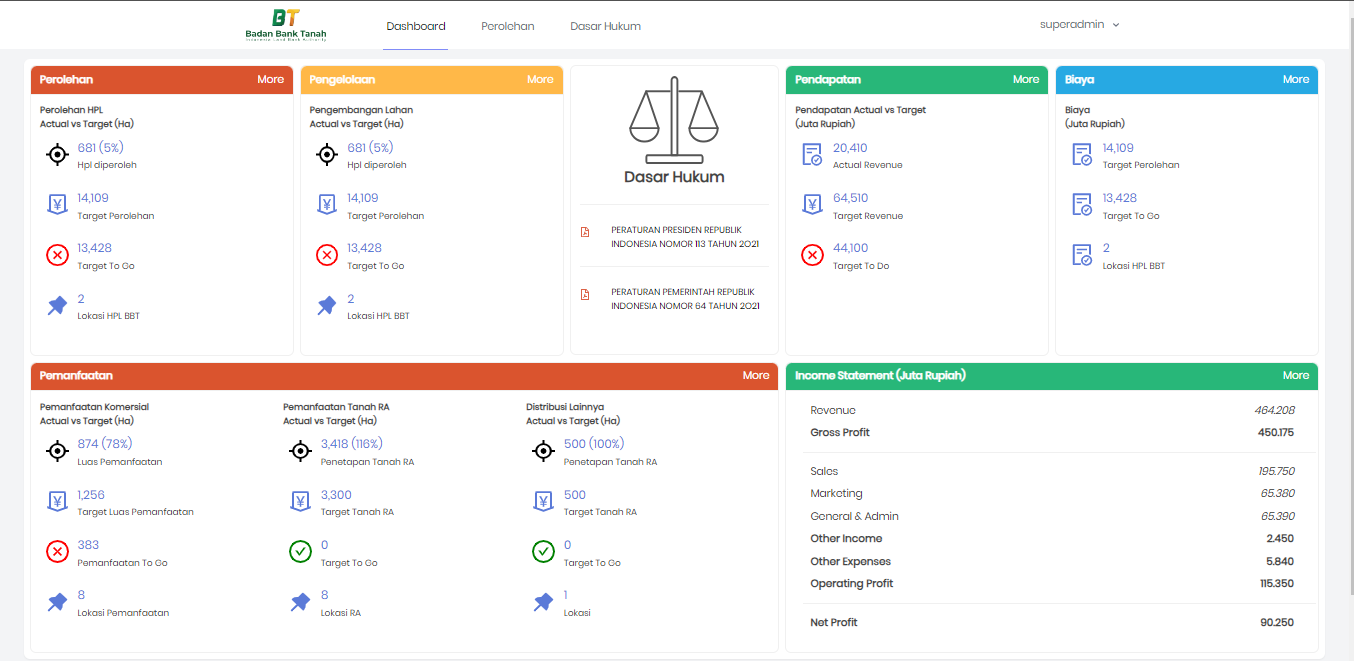 BT
Badan Bank Tanah
Indonesia Land Bank Authority
Dashboard
Perolehan
Dasar Hukum
superadmin
Perolehan
More
Perolehan HPL
Actual vs Target (Ha)
681 (5%)
Hpl diperoleh
14,109
Target Perolehan
13,428
Target To Go
2
Lokasi HPL BBT
Pengelolaan
More
Pengembangan Lahan
Actual vs Target (Ha)
681 (5%)
Hpl diperoleh
14,109
Target Perolehan
13,428
Target To Go
2
Lokasi HPL BBT
Dasar Hukum
PERATURAN PRESIDEN REPUBLIK
INDONESIA NOMOR 113 TAHUN 2021
PERATURAN PEMERINTAH REPUBLIK
INDONESIA NOMOR 64 TAHUN 2021
Pendapatan
More
Pendapatan Actual vs Target
(Juta Rupiah)
20,410
Actual Revenue
64,510
Target Revenue
44,100
Target To Do
Biaya
More
Biaya
(Juta Rupiah)
14,109
Target Perolehan
13,428
Target To Go
2
Lokasi HPL BBT
Pemanfaatan
More
Pemanfaatan Komersial
Actual vs Target (Ha)
874 (78%)
Luas Pemanfaatan
1,256
Target Luas Pemanfaatan
383
Pemanfaatan To Go
8
Lokasi Pemanfaatan
Pemanfaatan Tanah RA
Actual vs Target (Ha)
3,418 (116%)
Penetapan Tanah RA
3,300
Target Tanah RA
0
Target To Go
8
Lokasi RA
Distribusi Lainnya
Actual vs Target (Ha)
500 (100%)
Penetapan Tanah RA
500
Target Tanah RA
0
Target To Go
1
Lokasi
Income Statement (Juta Rupiah)
More
Revenue 464.208
Gross Profit 450.175
Sales 195.750
Marketing 65.380
General & Admin 65.390
Other Income 2.450
Other Expenses 5.840
Operating Profit 115.350
Net Profit 90.250